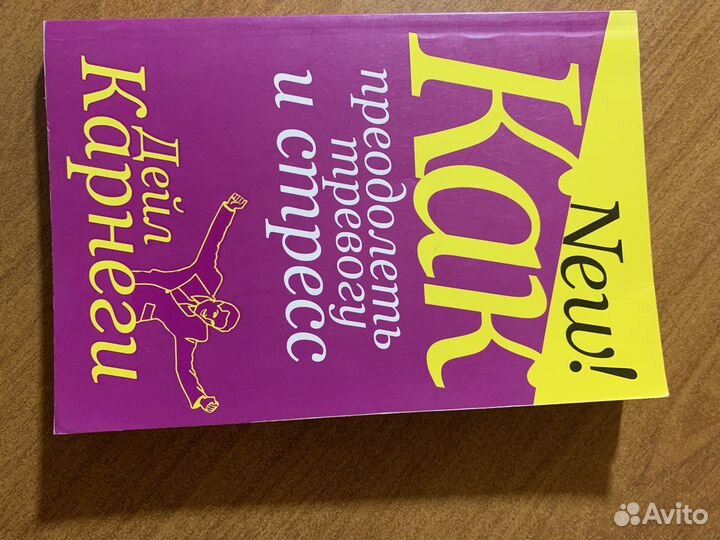 New!
Как
преодолеть
тревогу
и стресс
Дейл
Карнеги
Avito